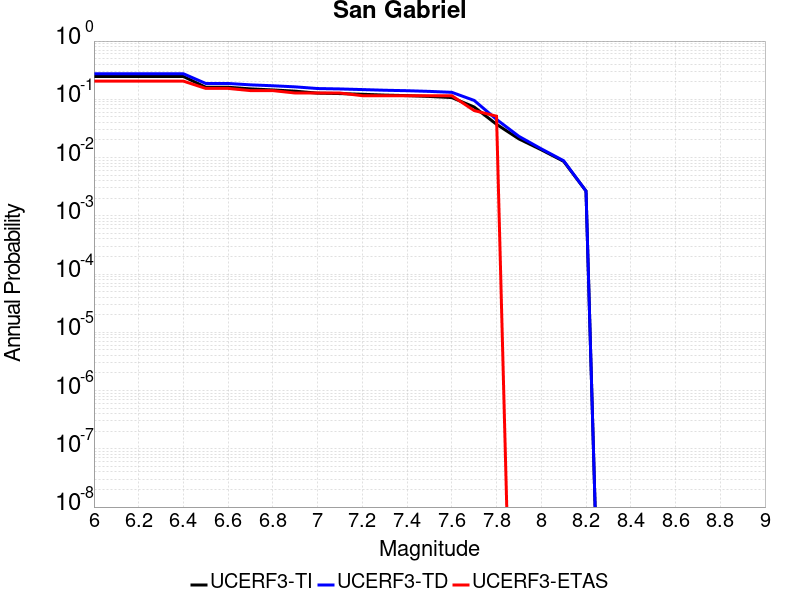 San Gabriel
10^0
10^-1
10^-2
10^-3
10^-4
10^-5
10^-6
10^-7
10^-8
Annual Probability
6 6.2 6.4 6.6 6.8 7 7.2 7.4 7.6 7.8 8 8.2 8.4 8.6 8.8 9
Magnitude
UCERF3-TI UCERF3-TD UCERF3-ETAS